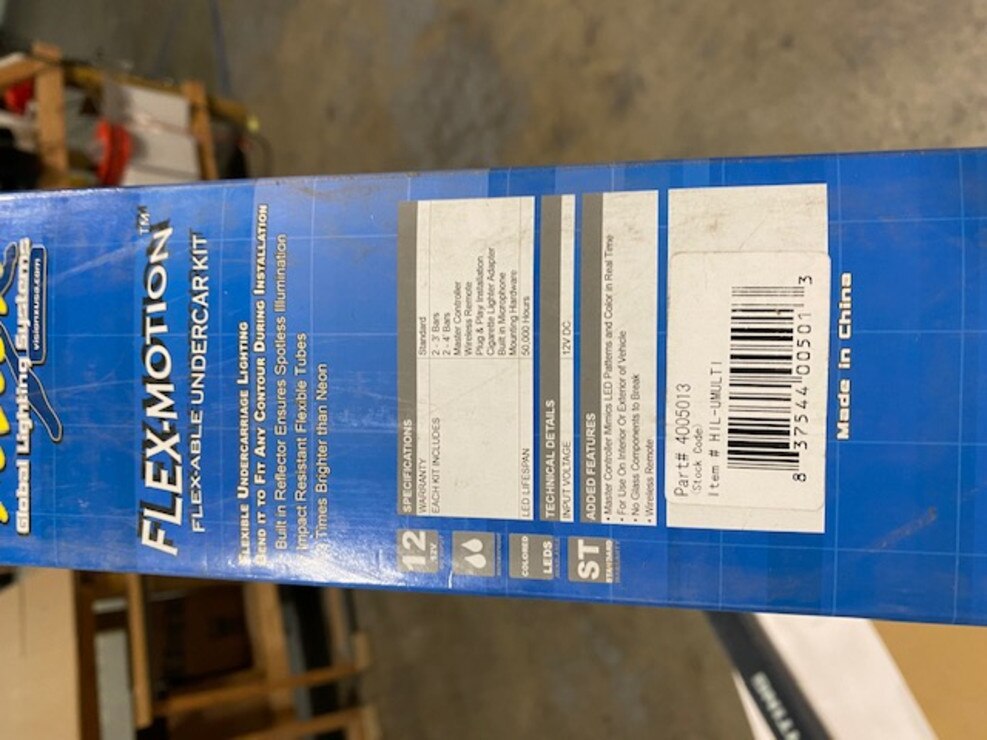 Global Lighting Systems
visionxusa.com
FLEX-MOTION™
FLEX-ABLE UNDERCAR KIT
FLEXIBLE UNDERCARRIAGE LIGHTING
BEND IT TO FIT ANY CONTOUR DURING INSTALLATION
Built in Reflector Ensures Spotless Illumination
Impact Resistant Flexible Tubes
Times Brighter than Neon
SPECIFICATIONS
WARRANTY Standard
EACH KIT INCLUDES 2 - 3' Bars
2 - 4' Bars
Master Controller
Wireless Remote
Plug & Play Installation
Cigarette Lighter Adapter
Built in Microphone
Mounting Hardware
LED LIFESPAN 50,000 Hours
TECHNICAL DETAILS
INPUT VOLTAGE 12V DC
ADDED FEATURES
• Master Controller Mimics LED Patterns and Color in Real Time
• For Use On Interior Or Exterior of Vehicle
• No Glass Components to Break
• Wireless Remote
12
12V
COLORED
LEDS
ST
STANDARD
Part# 4005013
(Stock Code)
Item # HIL-UMULTI
8 37544 00501 3
Made in China